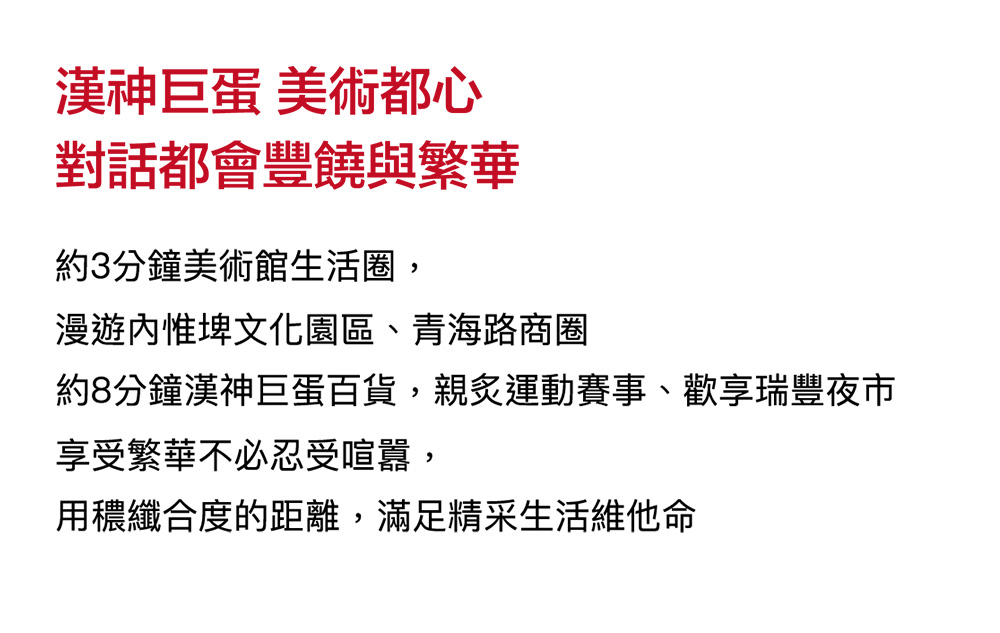 漢神巨蛋 美術都心
對話都會豐饒與繁華
約3分鐘美術館生活圈，
漫遊內惟埤文化園區、青海路商圈
約8分鐘漢神巨蛋百貨，親炙運動賽事、歡享瑞豐夜市
享受繁華不必忍受喧囂，
用穠纖合度的距離，滿足精采生活維他命